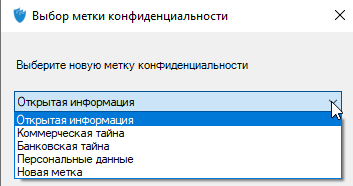 Выбор метки конфиденциальности
Выберите новую метку конфиденциальности
Открытая информация
Открытая информация
Коммерческая тайна
Банковская тайна
Персональные данные
Новая метка